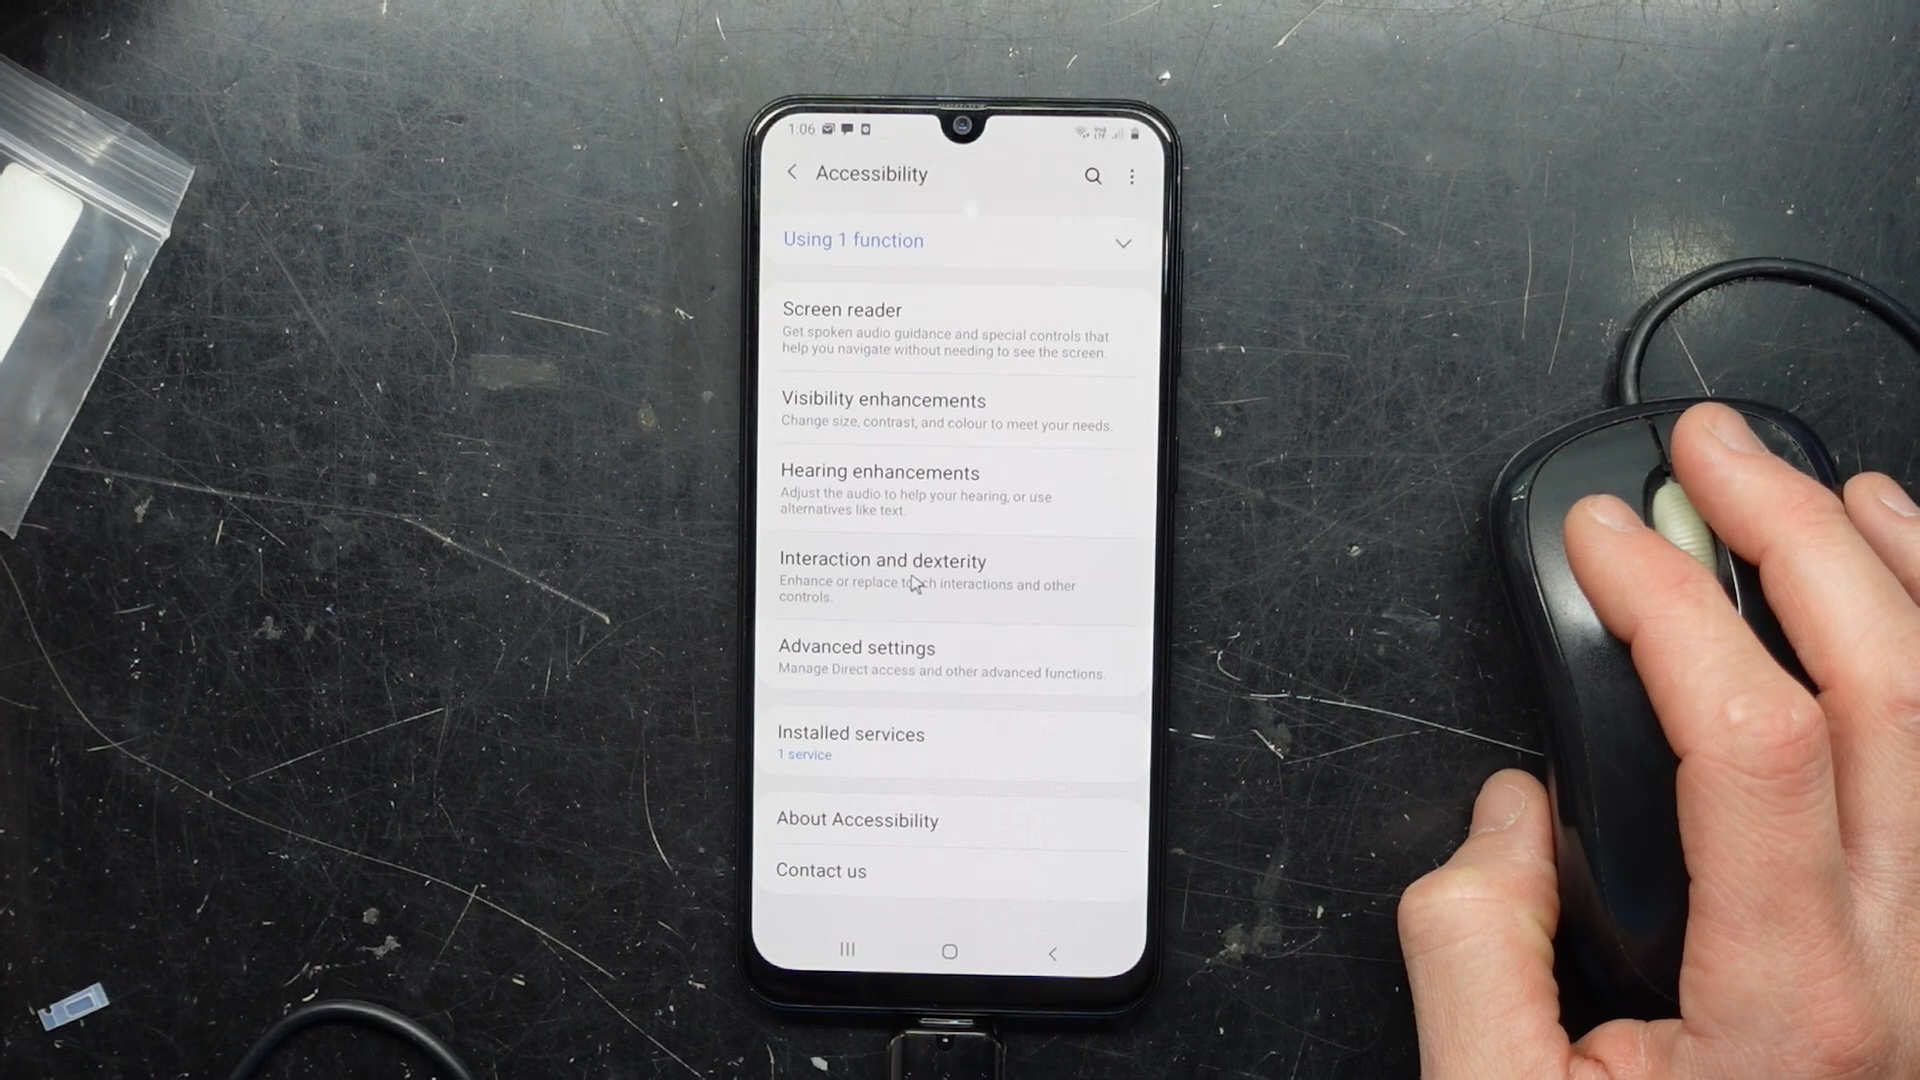 1:06
Accessibility
Using 1 function
Screen reader
Get spoken audio guidance and special controls that
help you navigate without needing to see the screen.
Visibility enhancements
Change size, contrast, and colour to meet your needs.
Hearing enhancements
Adjust the audio to help your hearing, or use
alternatives like text.
Interaction and dexterity
Enhance or replace touch interactions and other
controls.
Advanced settings
Manage Direct access and other advanced functions.
Installed services
1 service
About Accessibility
Contact us